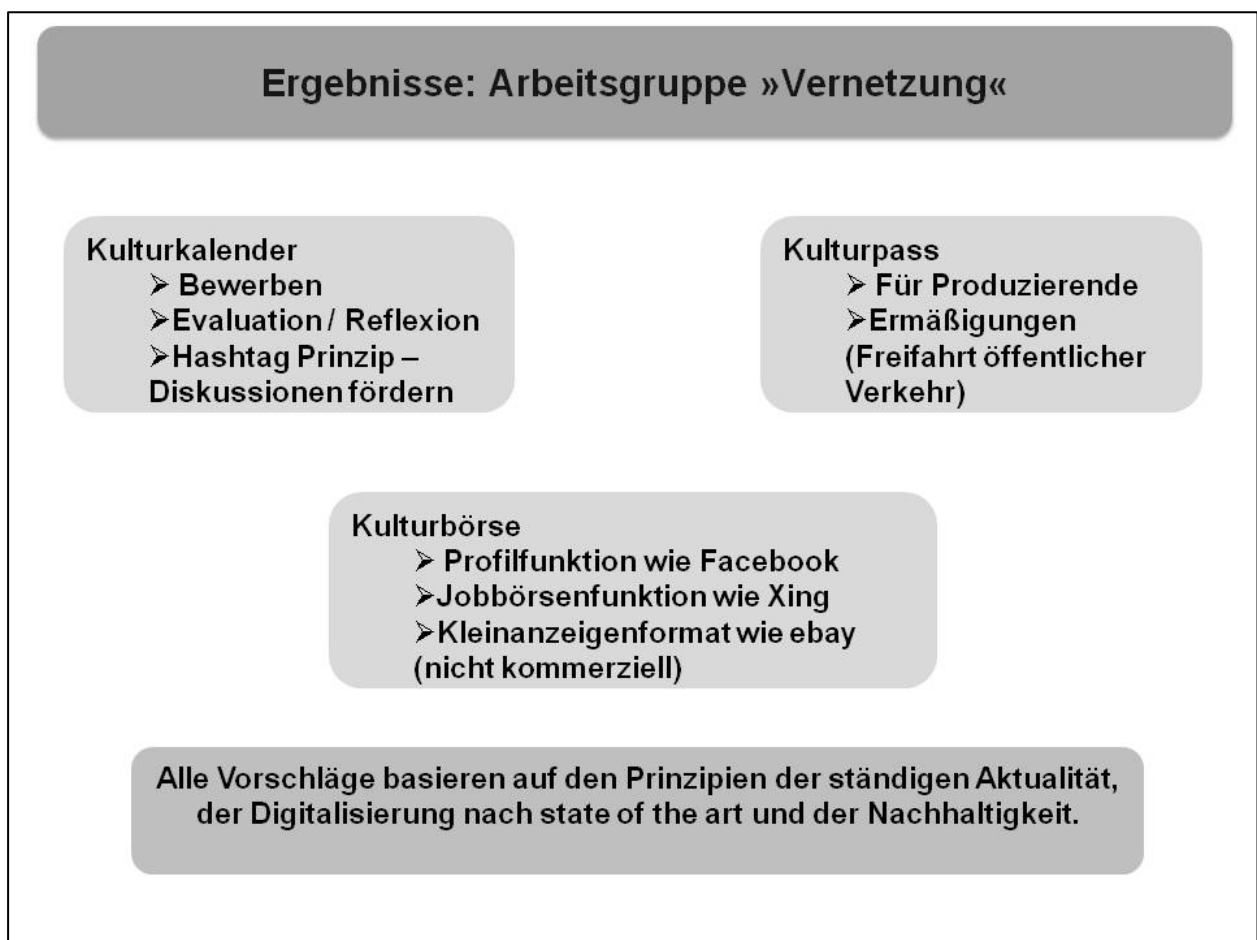 Ergebnisse: Arbeitsgruppe »Vernetzung«
Kulturkalender
➢ Bewerben
➢Evaluation / Reflexion
➢Hashtag Prinzip –
Diskussionen fördern
Kulturpass
➢ Für Produzierende
➢Ermäßigungen
(Freifahrt öffentlicher
Verkehr)
Kulturbörse
➢ Profilfunktion wie Facebook
➢Jobbörsenfunktion wie Xing
➢Kleinanzeigenformat wie ebay
(nicht kommerziell)
Alle Vorschläge basieren auf den Prinzipien der ständigen Aktualität,
der Digitalisierung nach state of the art und der Nachhaltigkeit.